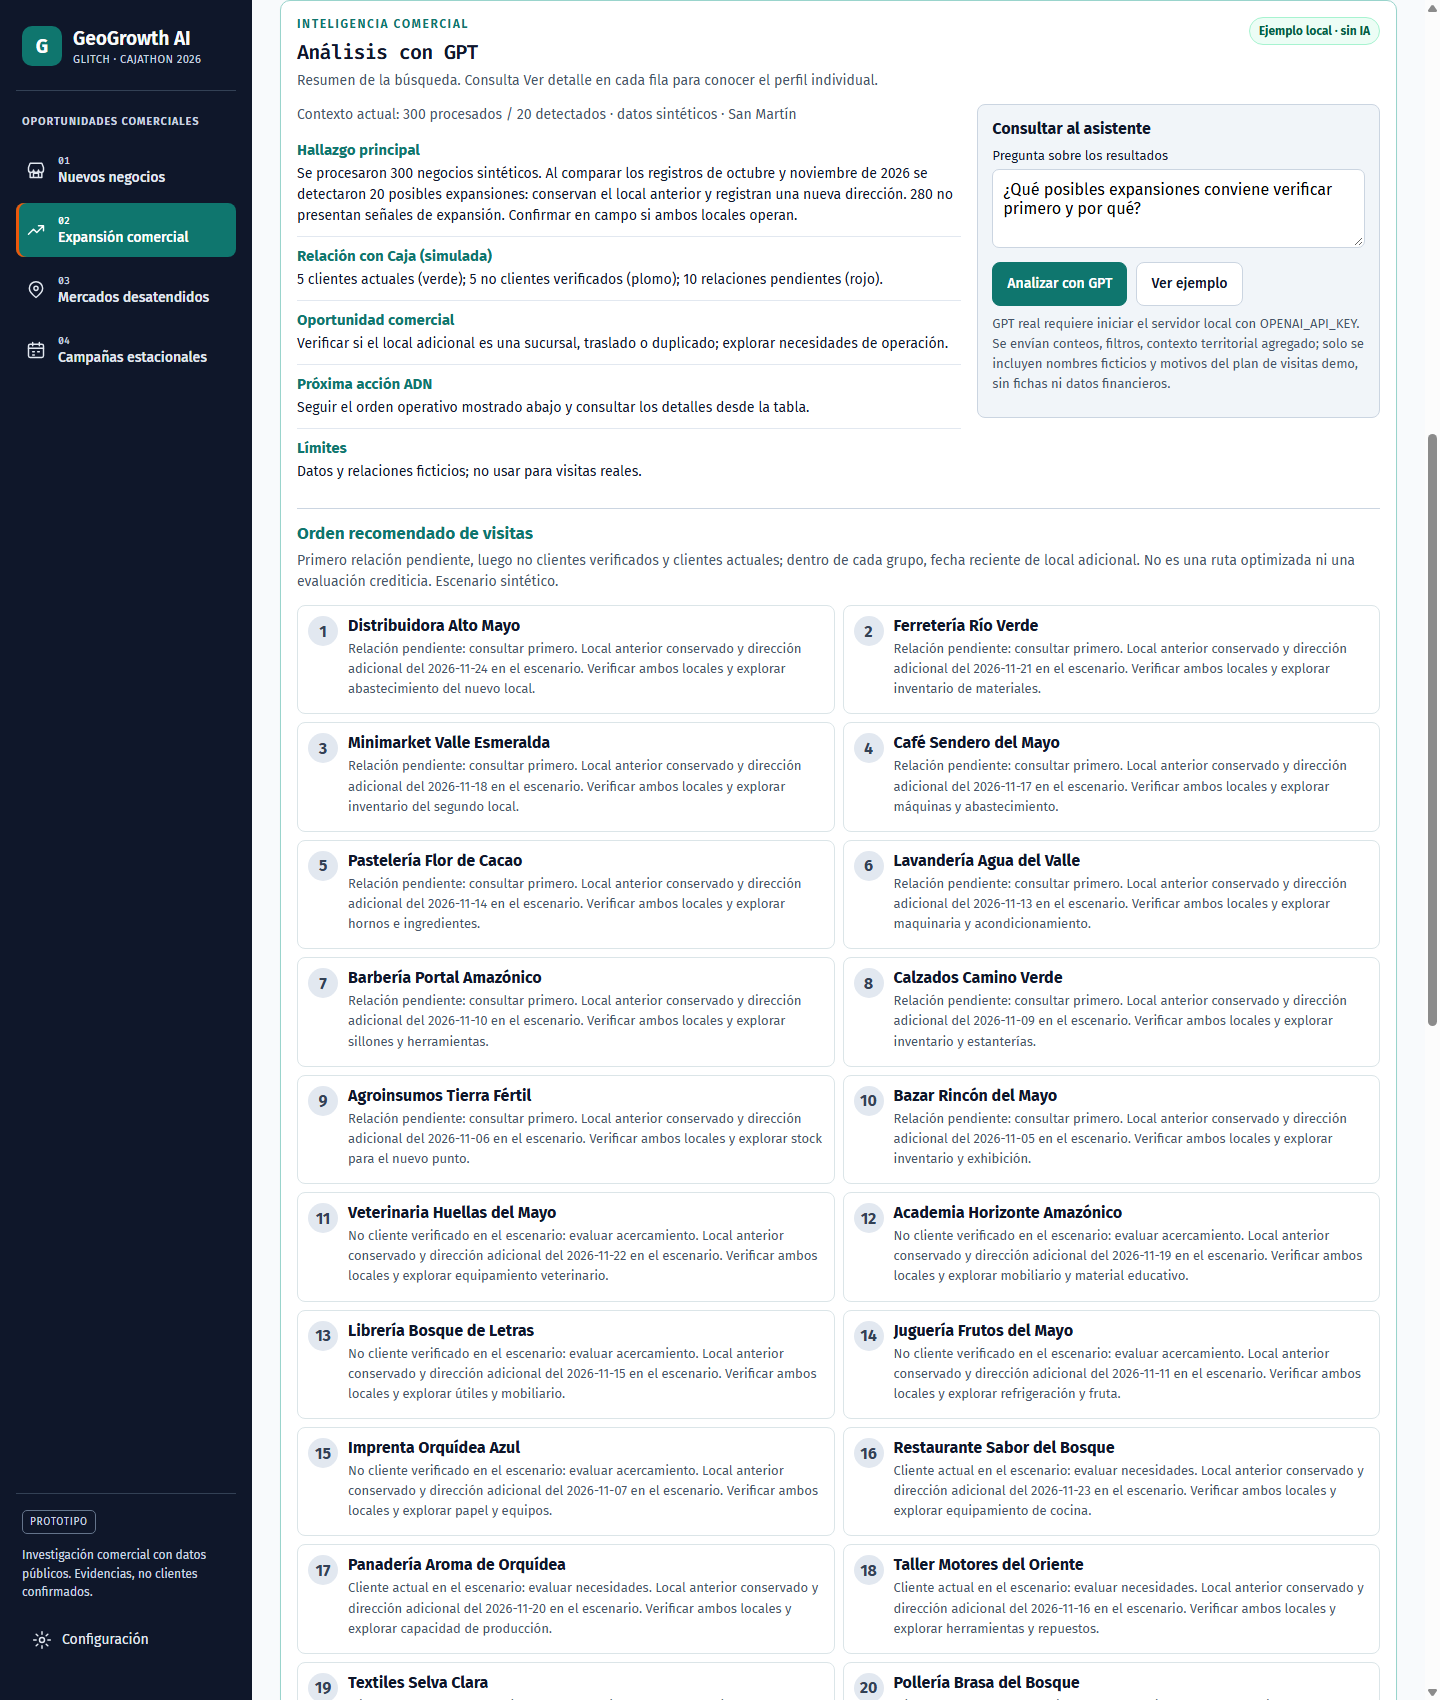 G
GeoGrowth AI
GLITCH · CAJATHON 2026
OPORTUNIDADES COMERCIALES
01
Nuevos negocios
02
Expansión comercial
03
Mercados desatendidos
04
Campañas estacionales
PROTOTIPO
Investigación comercial con datos
públicos. Evidencias, no clientes
confirmados.
Configuración
INTELIGENCIA COMERCIAL
Análisis con GPT
Ejemplo local · sin IA
Resumen de la búsqueda. Consulta Ver detalle en cada fila para conocer el perfil individual.
Contexto actual: 300 procesados / 20 detectados · datos sintéticos · San Martín
Hallazgo principal
Se procesaron 300 negocios sintéticos. Al comparar los registros de octubre y noviembre de 2026 se
detectaron 20 posibles expansiones: conservan el local anterior y registran una nueva dirección. 280 no
presentan señales de expansión. Confirmar en campo si ambos locales operan.
Relación con Caja (simulada)
5 clientes actuales (verde); 5 no clientes verificados (plomo); 10 relaciones pendientes (rojo).
Oportunidad comercial
Verificar si el local adicional es una sucursal, traslado o duplicado; explorar necesidades de operación.
Próxima acción ADN
Seguir el orden operativo mostrado abajo y consultar los detalles desde la tabla.
Límites
Datos y relaciones ficticios; no usar para visitas reales.
Consultar al asistente
Pregunta sobre los resultados
¿Qué posibles expansiones conviene verificar
primero y por qué?
Analizar con GPT
Ver ejemplo
GPT real requiere iniciar el servidor local con OPENAI_API_KEY.
Se envían conteos, filtros, contexto territorial agregado; solo se
incluyen nombres ficticios y motivos del plan de visitas demo,
sin fichas ni datos financieros.
Orden recomendado de visitas
Primero relación pendiente, luego no clientes verificados y clientes actuales; dentro de cada grupo, fecha reciente de local adicional. No es una ruta optimizada ni una
evaluación crediticia. Escenario sintético.
1
Distribuidora Alto Mayo
Relación pendiente: consultar primero. Local anterior conservado y dirección
adicional del 2026-11-24 en el escenario. Verificar ambos locales y explorar
abastecimiento del nuevo local.
2
Ferretería Río Verde
Relación pendiente: consultar primero. Local anterior conservado y dirección
adicional del 2026-11-21 en el escenario. Verificar ambos locales y explorar
inventario de materiales.
3
Minimarket Valle Esmeralda
Relación pendiente: consultar primero. Local anterior conservado y dirección
adicional del 2026-11-18 en el escenario. Verificar ambos locales y explorar
inventario del segundo local.
4
Café Sendero del Mayo
Relación pendiente: consultar primero. Local anterior conservado y dirección
adicional del 2026-11-17 en el escenario. Verificar ambos locales y explorar
máquinas y abastecimiento.
5
Pastelería Flor de Cacao
Relación pendiente: consultar primero. Local anterior conservado y dirección
adicional del 2026-11-14 en el escenario. Verificar ambos locales y explorar
hornos e ingredientes.
6
Lavandería Agua del Valle
Relación pendiente: consultar primero. Local anterior conservado y dirección
adicional del 2026-11-13 en el escenario. Verificar ambos locales y explorar
maquinaria y acondicionamiento.
7
Barbería Portal Amazónico
Relación pendiente: consultar primero. Local anterior conservado y dirección
adicional del 2026-11-10 en el escenario. Verificar ambos locales y explorar
sillones y herramientas.
8
Calzados Camino Verde
Relación pendiente: consultar primero. Local anterior conservado y dirección
adicional del 2026-11-09 en el escenario. Verificar ambos locales y explorar
inventario y estanterías.
9
Agroinsumos Tierra Fértil
Relación pendiente: consultar primero. Local anterior conservado y dirección
adicional del 2026-11-06 en el escenario. Verificar ambos locales y explorar stock
para el nuevo punto.
10
Bazar Rincón del Mayo
Relación pendiente: consultar primero. Local anterior conservado y dirección
adicional del 2026-11-05 en el escenario. Verificar ambos locales y explorar
inventario y exhibición.
11
Veterinaria Huellas del Mayo
No cliente verificado en el escenario: evaluar acercamiento. Local anterior
conservado y dirección adicional del 2026-11-22 en el escenario. Verificar ambos
locales y explorar equipamiento veterinario.
12
Academia Horizonte Amazónico
No cliente verificado en el escenario: evaluar acercamiento. Local anterior
conservado y dirección adicional del 2026-11-19 en el escenario. Verificar ambos
locales y explorar mobiliario y material educativo.
13
Librería Bosque de Letras
No cliente verificado en el escenario: evaluar acercamiento. Local anterior
conservado y dirección adicional del 2026-11-15 en el escenario. Verificar ambos
locales y explorar útiles y mobiliario.
14
Juguería Frutos del Mayo
No cliente verificado en el escenario: evaluar acercamiento. Local anterior
conservado y dirección adicional del 2026-11-11 en el escenario. Verificar ambos
locales y explorar refrigeración y fruta.
15
Imprenta Orquídea Azul
No cliente verificado en el escenario: evaluar acercamiento. Local anterior
conservado y dirección adicional del 2026-11-07 en el escenario. Verificar ambos
locales y explorar papel y equipos.
16
Restaurante Sabor del Bosque
Cliente actual en el escenario: evaluar necesidades. Local anterior conservado y
dirección adicional del 2026-11-23 en el escenario. Verificar ambos locales y
explorar equipamiento de cocina.
17
Panadería Aroma de Orquídea
Cliente actual en el escenario: evaluar necesidades. Local anterior conservado y
dirección adicional del 2026-11-20 en el escenario. Verificar ambos locales y
explorar capacidad de producción.
18
Taller Motores del Oriente
Cliente actual en el escenario: evaluar necesidades. Local anterior conservado y
dirección adicional del 2026-11-16 en el escenario. Verificar ambos locales y
explorar herramientas y repuestos.
19
Textiles Selva Clara
20
Pollería Brasa del Bosque